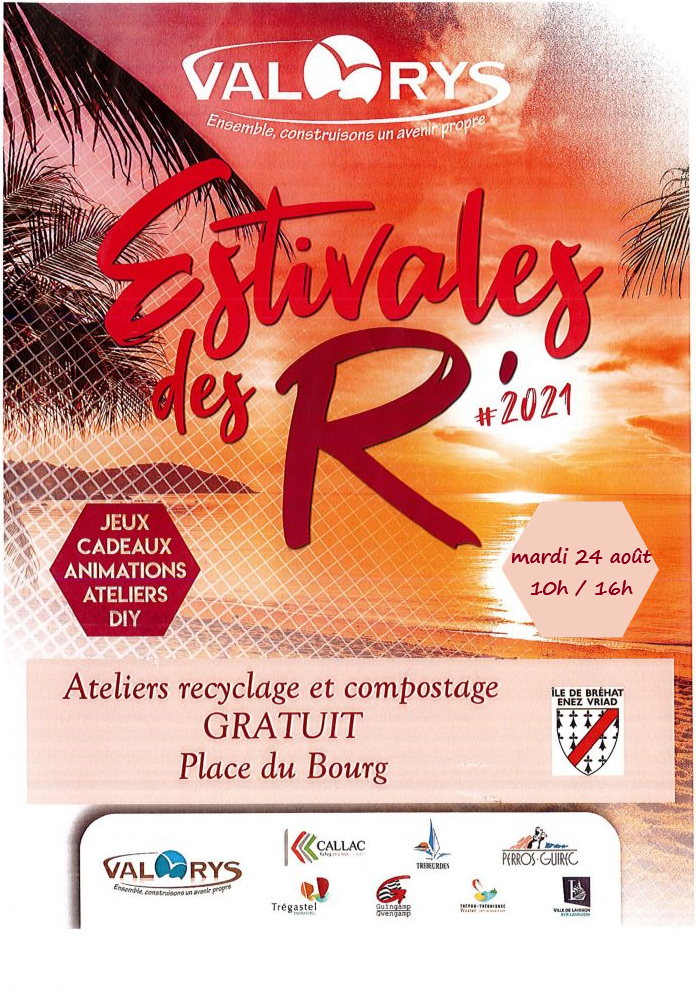 VALORYS
Ensemble, construisons un avenir propre
Estivales
des R'
#2021
JEUX
CADEAUX
ANIMATIONS
ATELIERS
DIY
mardi 24 août
10h / 16h
Ateliers recyclage et compostage
GRATUIT
Place du Bourg
ÎLE DE BRÉHAT
ENEZ VRIAD
VALORYS
Ensemble, construisons un avenir propre
CALLAC
TREBEURDEN
PERROS-GUIREC
Trégastel
Guingamp
Gwengamp
VILLE DE LANNION